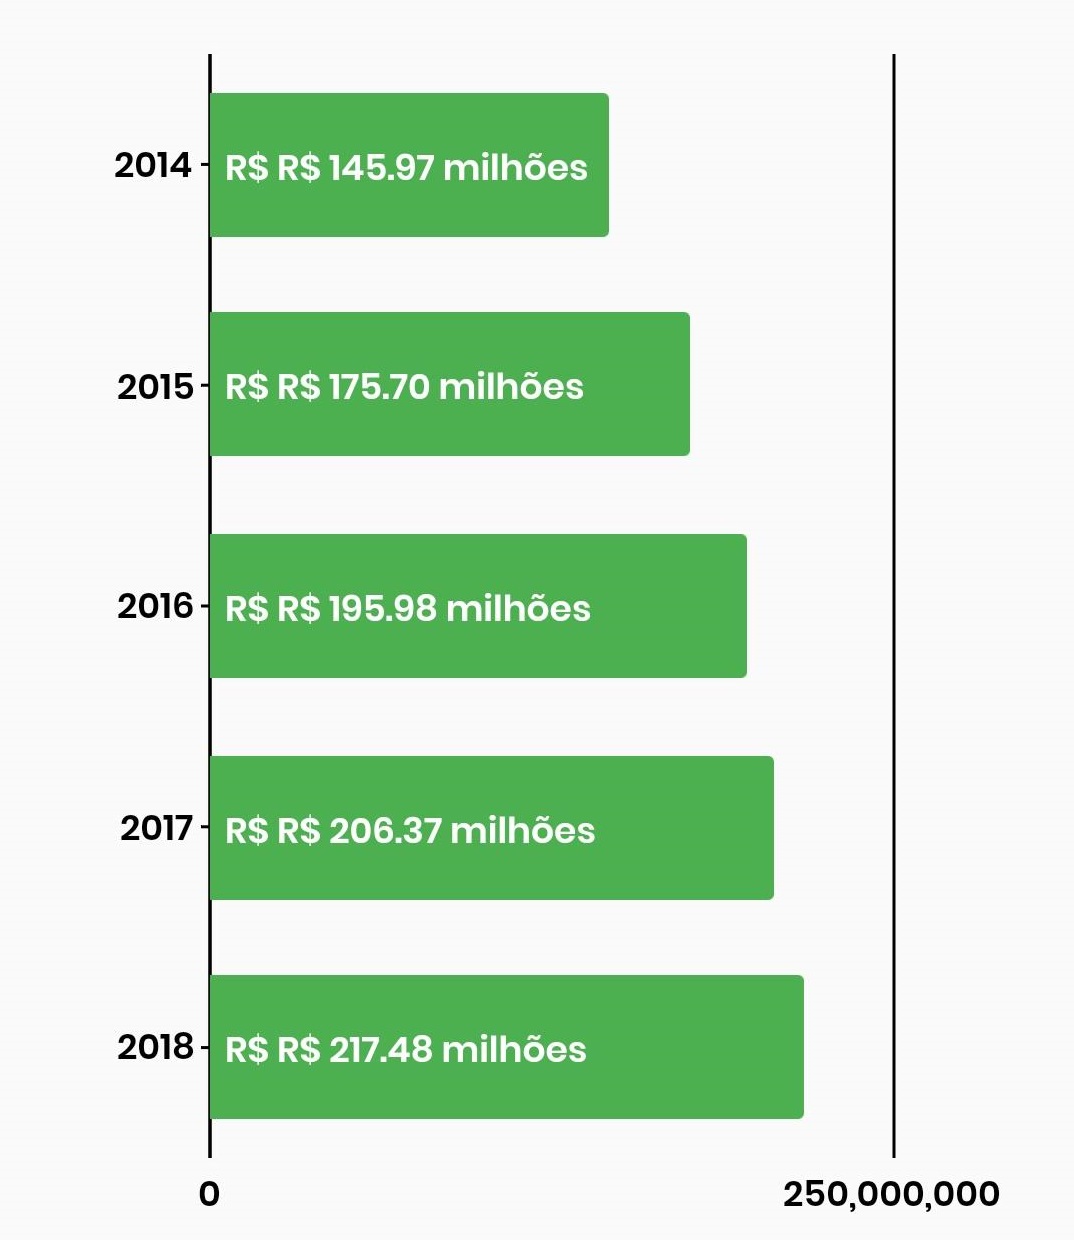 2014 R$ R$ 145.97 milhões
2015 R$ R$ 175.70 milhões
2016 R$ R$ 195.98 milhões
2017 R$ R$ 206.37 milhões
2018 R$ R$ 217.48 milhões
0 250,000,000